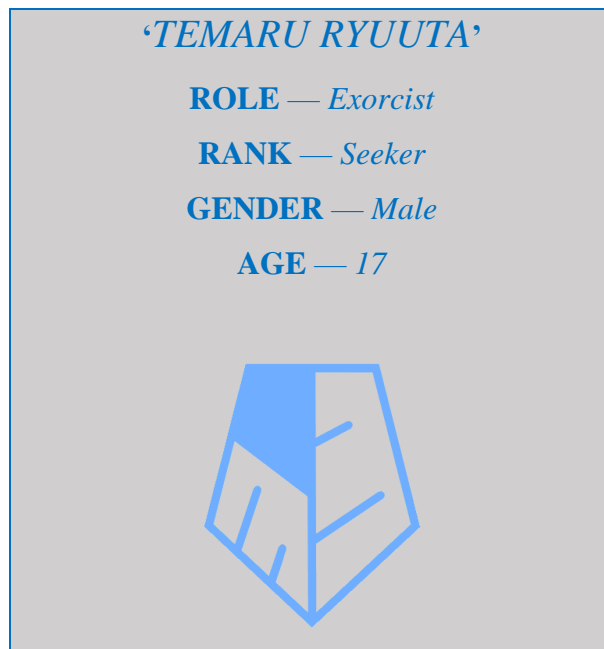 ‘TEMARU RYUUTA’
ROLE — Exorcist
RANK — Seeker
GENDER — Male
AGE — 17